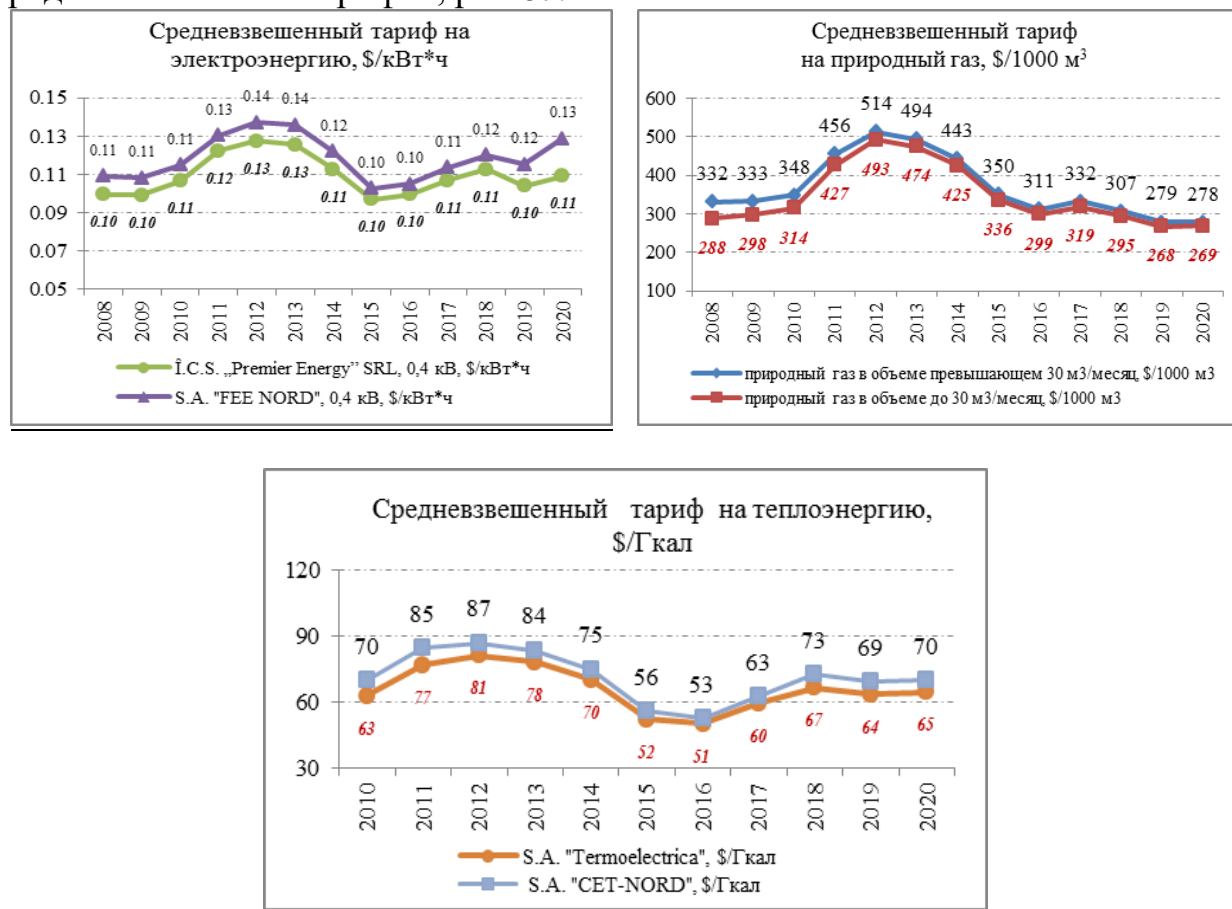 Средневзвешенный тариф на
электроэнергию, $/кВт*ч
0.15
0.13
0.11
0.09
0.07
0.05
0.11 0.11 0.11 0.13 0.14 0.14 0.12 0.10 0.10 0.11 0.12 0.12 0.13
0.10 0.10 0.11 0.12 0.13 0.13 0.11 0.10 0.10 0.11 0.11 0.10 0.11
2008 2009 2010 2011 2012 2013 2014 2015 2016 2017 2018 2019 2020
Î.C.S. „Premier Energy” SRL, 0,4 кВ, $/кВт*ч
S.A. "FEE NORD", 0,4 кВ, $/кВт*ч
Средневзвешенный тариф
на природный газ, $/1000 м³
600
500
400
300
200
100
332 333 348 456 514 494 443 350 311 332 307 279 278
288 298 314 427 493 474 425 336 299 319 295 268 269
2008 2009 2010 2011 2012 2013 2014 2015 2016 2017 2018 2019 2020
природный газ в объеме превышающем 30 м3/месяц, $/1000 м3
природный газ в объеме до 30 м3/месяц, $/1000 м3
Средневзвешенный тариф на теплоэнергию,
$/Гкал
120
90
60
30
70 85 87 84 75 56 53 63 73 69 70
63 77 81 78 70 52 51 60 67 64 65
2010 2011 2012 2013 2014 2015 2016 2017 2018 2019 2020
S.A. "Termoelectrica", $/Гкал
S.A. "CET-NORD", $/Гкал